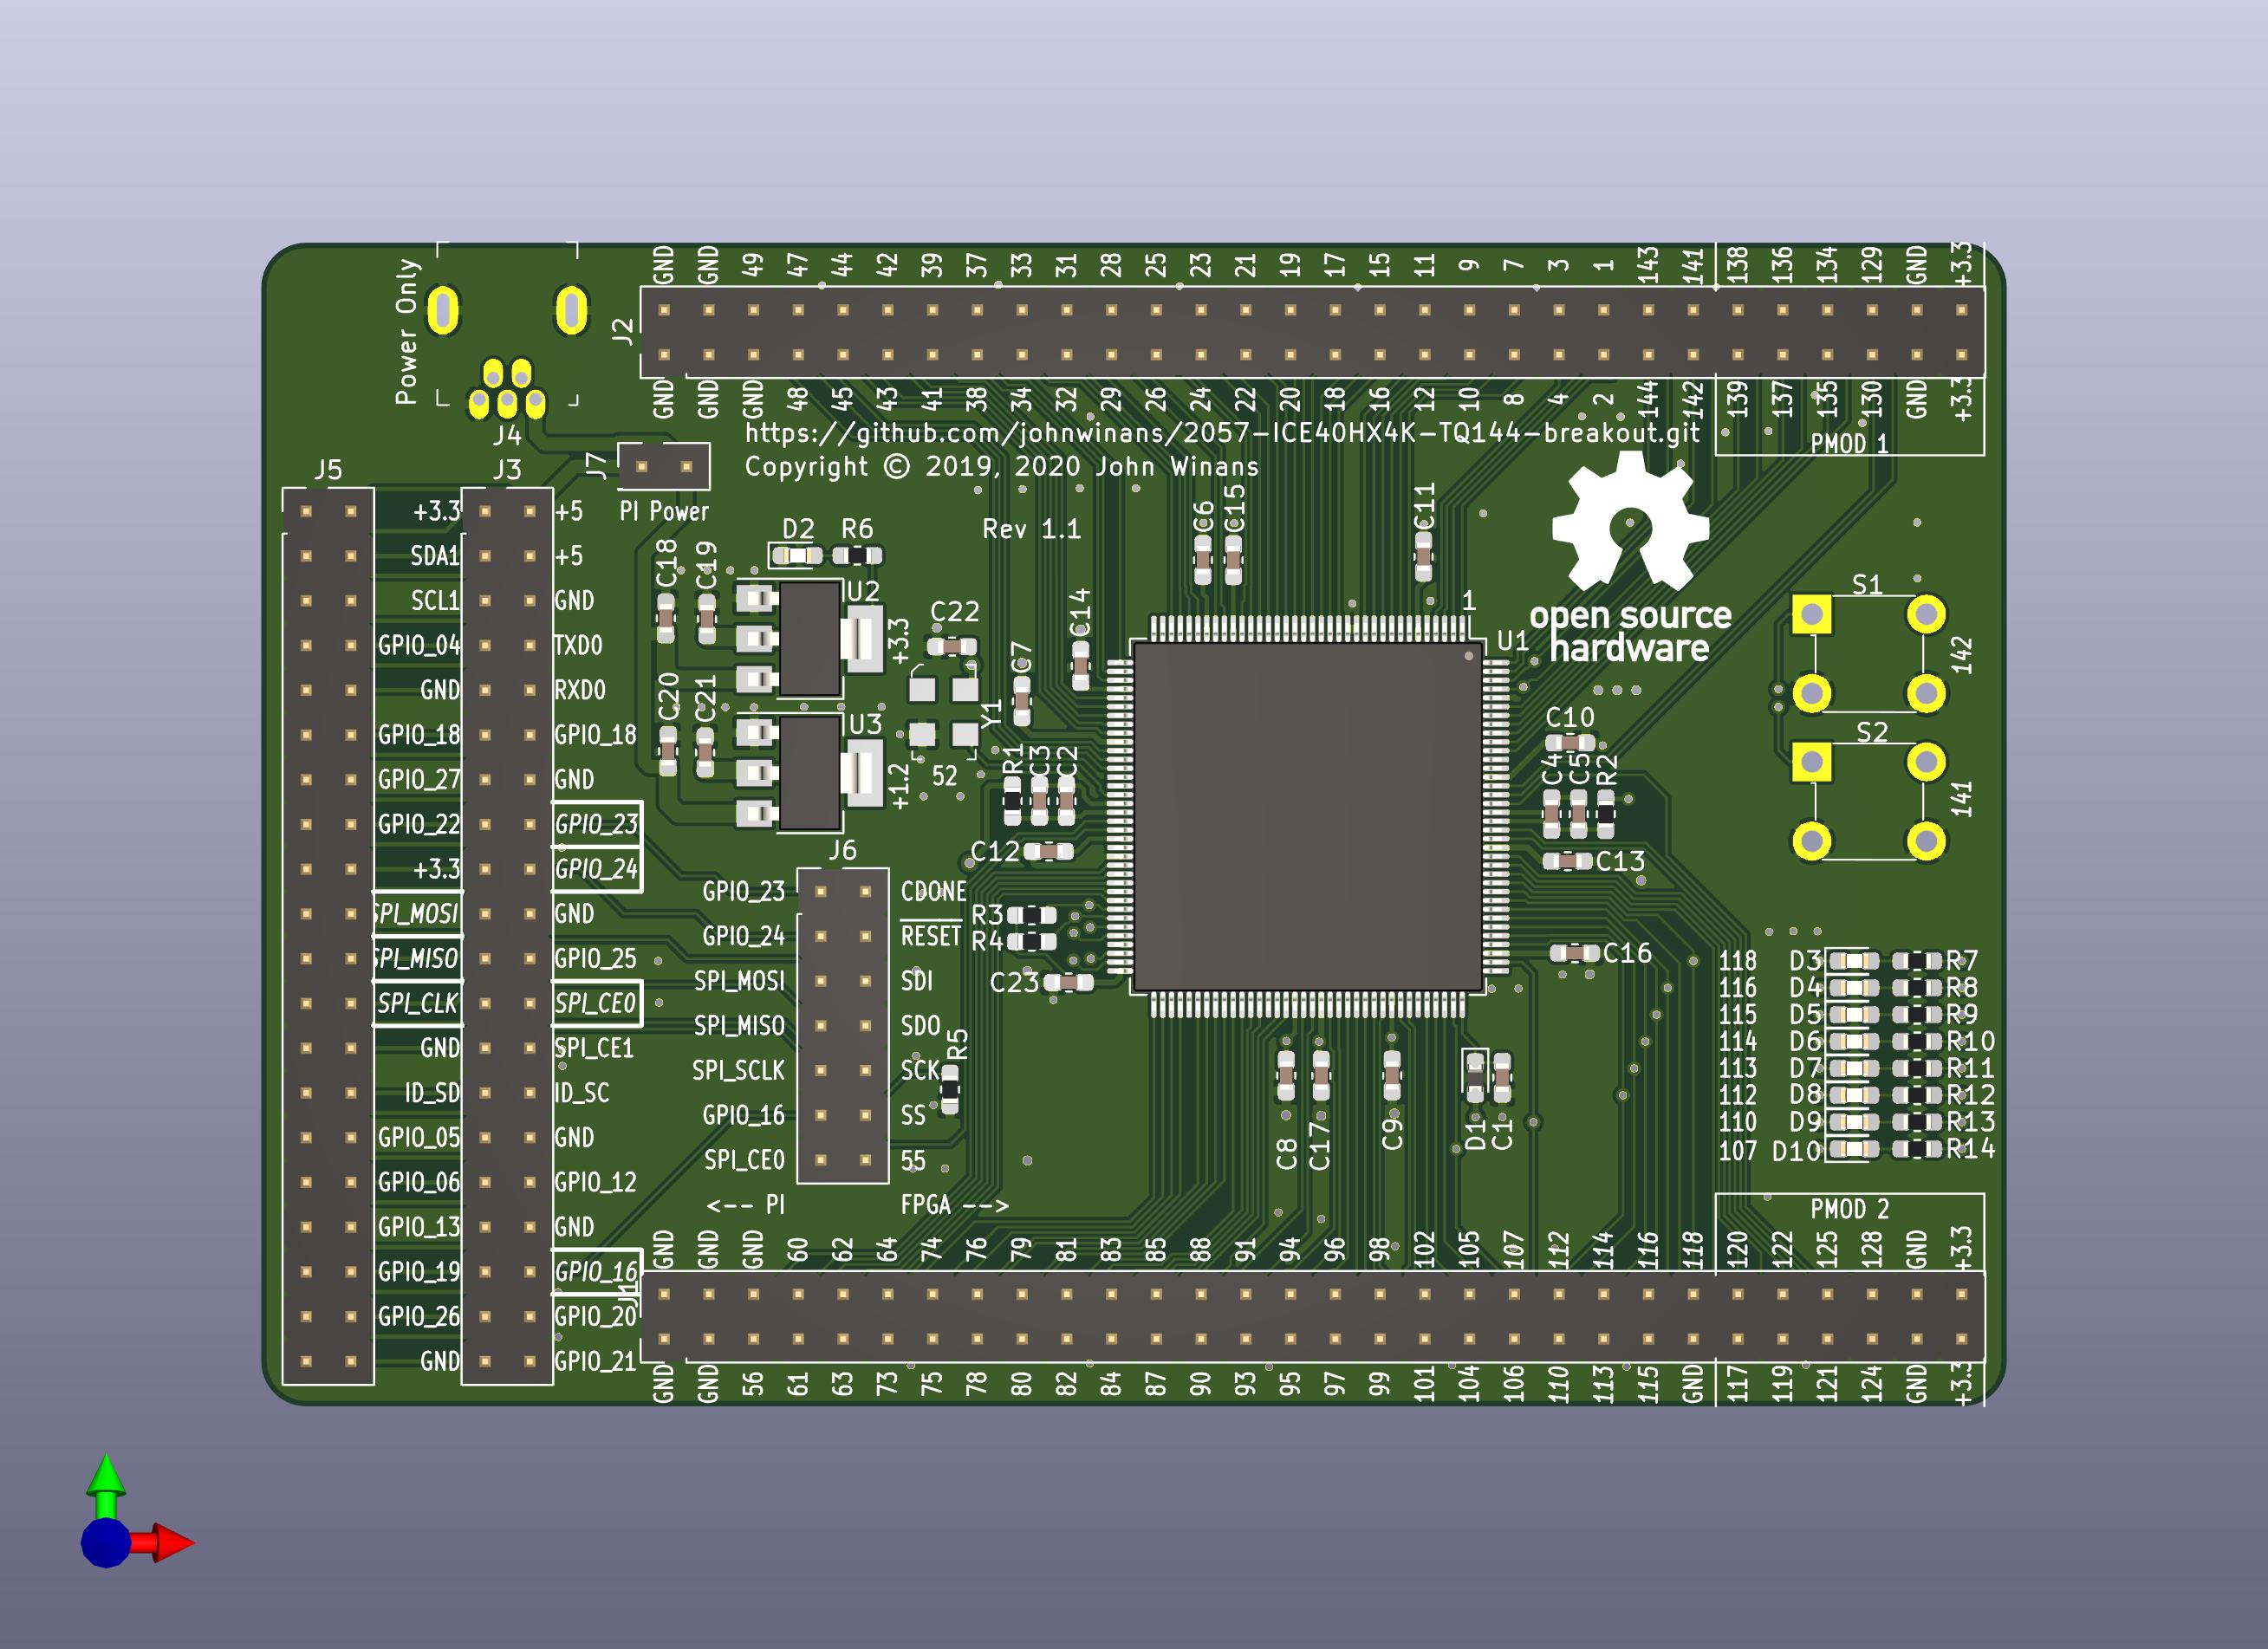 Power Only
GND GND 49 47 44 42 39 37 33 31 28 25 23 21 19 17 15 11 9 7 3 1 143 141 138 136 134 129 GND +3.3
J2
GND GND GND 48 45 43 41 38 34 32 29 26 24 22 20 18 16 12 10 8 4 2 144 142 139 137 135 130 GND +3.3
PMOD 1
J4
https://github.com/johnwinans/2057-ICE40HX4K-TQ144-breakout.git
Copyright © 2019, 2020 John Winans
Rev 1.1
J5
J3
J7
PI Power
+3.3 +5
SDA1 +5
SCL1 GND
GPIO_04 TXD0
GND RXD0
GPIO_18 GPIO_18
GPIO_27 GND
GPIO_22 GPIO_23
+3.3 GPIO_24
SPI_MOSI GND
SPI_MISO GPIO_25
SPI_CLK SPI_CE0
GND SPI_CE1
ID_SD ID_SC
GPIO_05 GND
GPIO_06 GPIO_12
GPIO_13 GND
GPIO_19 GPIO_16
GPIO_26 GPIO_20
GND GPIO_21
D2
R6
C18
C19
U2
+3.3
C20
C21
U3
+1.2
C22
Y1
52
C7
C14
C6
C15
C11
1
U1
R1
C3
C2
C12
R3
R4
C23
R5
open source
hardware
C10
C4
C5
R2
C13
C16
S1
142
S2
141
J6
GPIO_23 CDONE
GPIO_24 RESET
SPI_MOSI SDI
SPI_MISO SDO
SPI_SCLK SCK
GPIO_16 SS
SPI_CE0 55
<-- PI FPGA -->
C8
C17
C9
D1
C1
118 D3 R7
116 D4 R8
115 D5 R9
114 D6 R10
113 D7 R11
112 D8 R12
110 D9 R13
107 D10 R14
PMOD 2
GND GND GND 60 62 64 74 76 79 81 83 85 88 91 94 96 98 102 105 107 112 114 116 118 120 122 125 128 GND +3.3
J1
GND GND 56 61 63 73 75 78 80 82 84 87 90 93 95 97 99 101 104 106 110 113 115 GND 117 119 121 124 GND +3.3